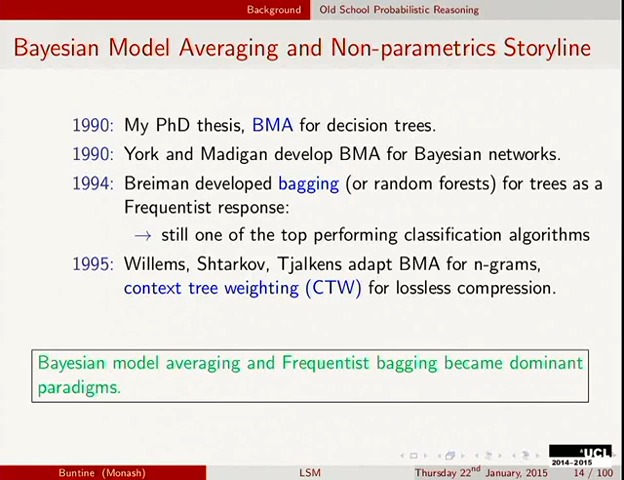 Background Old School Probabilistic Reasoning
Bayesian Model Averaging and Non-parametrics Storyline
1990: My PhD thesis, BMA for decision trees.
1990: York and Madigan develop BMA for Bayesian networks.
1994: Breiman developed bagging (or random forests) for trees as a
Frequentist response:
→ still one of the top performing classification algorithms
1995: Willems, Shtarkov, Tjalkens adapt BMA for n-grams,
context tree weighting (CTW) for lossless compression.
Bayesian model averaging and Frequentist bagging became dominant
paradigms.
UCL
2014-2015
Buntine (Monash) LSM Thursday 22nd January, 2015 14 / 100